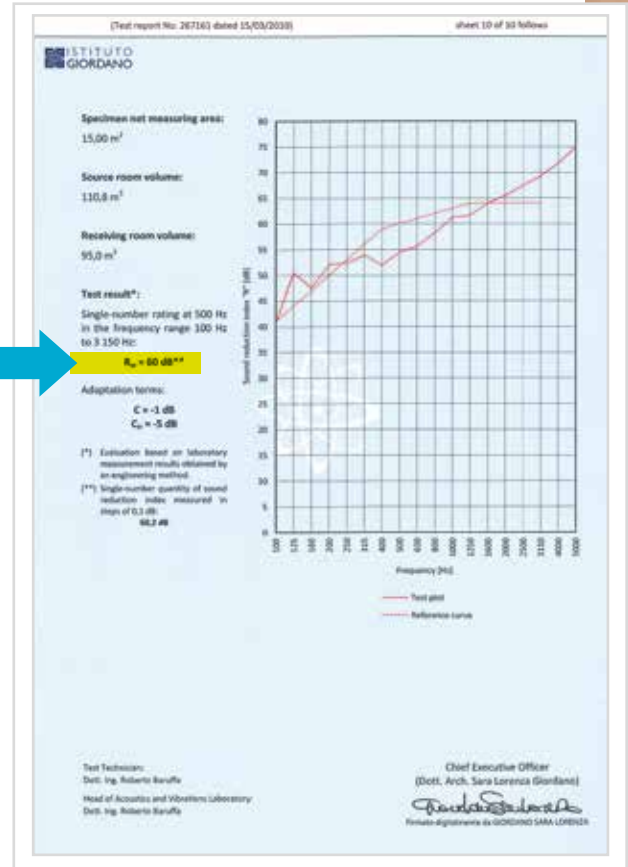 (Test report No. 267161 dated 15/03/2010)
sheet 10 of 10 follows
ISTITUTO
GIORDANO
Specimen net measuring area:
15,00 m²
Source room volume:
110,8 m³
Receiving room volume:
95,0 m³
Test result*:
Single-number rating at 500 Hz
in the frequency range 100 Hz
to 3 150 Hz:
Rw = 60 dB**
Adaptation terms:
C = -1 dB
Ctr = -5 dB
(*) Evaluation based on laboratory
measurement results obtained by
an engineering method.
(**) Single-number quantity of sound
reduction index measured in
steps of 0,1 dB:
60,2 dB
Sound reduction index "R" [dB]
80
75
70
65
60
55
50
45
40
35
30
25
20
15
10
5
0
100
125
160
200
250
315
400
500
630
800
1000
1250
1600
2000
2500
3150
4000
5000
Frequency [Hz]
Test plot
Reference curve
Test Technician:
Dott. Ing. Roberto Baruffa
Head of Acoustics and Vibrations Laboratory:
Dott. Ing. Roberto Baruffa
Chief Executive Officer
(Dott. Arch. Sara Lorenza Giordano)
Firmato digitalmente da GIORDANO SARA LORENZA